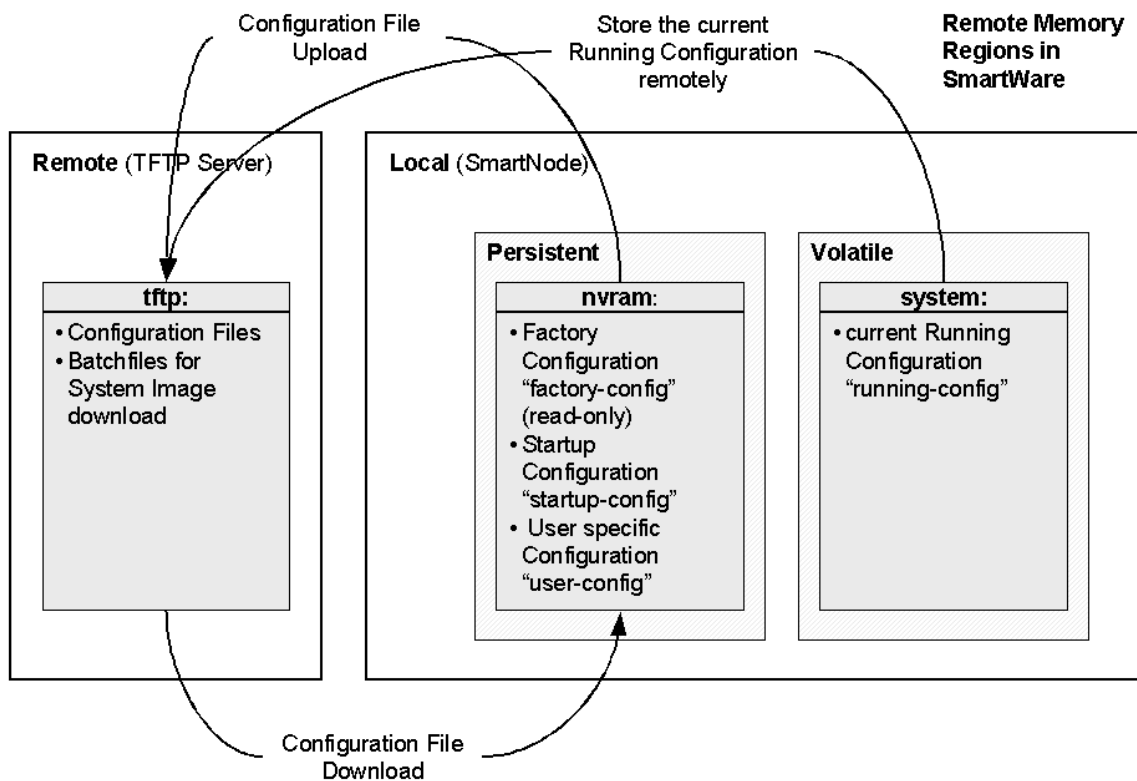 Configuration File
Upload
Store the current
Running Configuration
remotely
Remote Memory
Regions in
SmartWare
Remote (TFTP Server)
Local (SmartNode)
Persistent
Volatile
tftp:
• Configuration Files
• Batchfiles for
System Image
download
nvram:
• Factory
Configuration
“factory-config”
(read-only)
• Startup
Configuration
“startup-config”
• User specific
Configuration
“user-config”
system:
• current Running
Configuration
“running-config”
Configuration File
Download